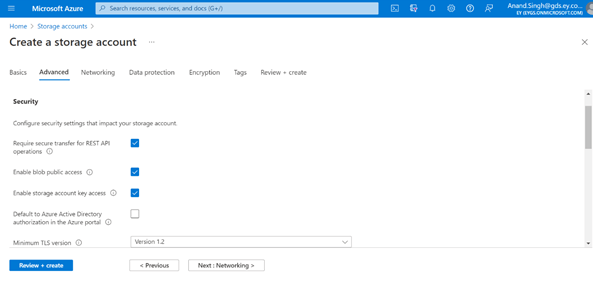 Microsoft Azure
Search resources, services, and docs (G+/)
Anand.Singh@gds.ey.co...
EY (EYGS.ONMICROSOFT.COM)
Home > Storage accounts >
Create a storage account ...
Basics Advanced Networking Data protection Encryption Tags Review + create
Security
Configure security settings that impact your storage account.
Require secure transfer for REST API
operations
Enable blob public access
Enable storage account key access
Default to Azure Active Directory
authorization in the Azure portal
Minimum TLS version
Version 1.2
Review + create
< Previous
Next : Networking >